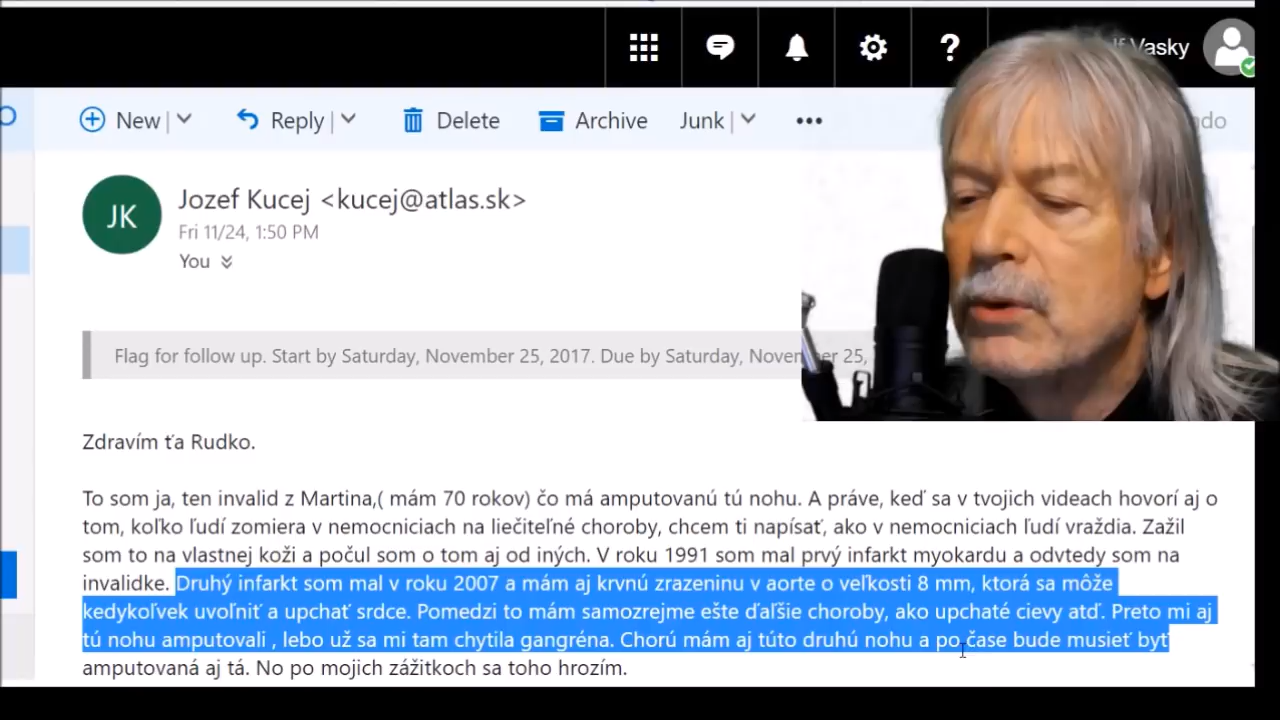 Vasky
New
Reply
Delete
Archive
Junk
JK
Jozef Kucej <kucej@atlas.sk>
Fri 11/24, 1:50 PM
You
Flag for follow up. Start by Saturday, November 25, 2017. Due by Saturday, November 25,
Zdravím ťa Rudko.
To som ja, ten invalid z Martina,( mám 70 rokov) čo má amputovanú tú nohu. A práve, keď sa v tvojich videach hovorí aj o
tom, koľko ľudí zomiera v nemocniciach na liečiteľné choroby, chcem ti napísať, ako v nemocniciach ľudí vraždia. Zažil
som to na vlastnej koži a počul som o tom aj od iných. V roku 1991 som mal prvý infarkt myokardu a odvtedy som na
invalidke. Druhý infarkt som mal v roku 2007 a mám aj krvnú zrazeninu v aorte o veľkosti 8 mm, ktorá sa môže
kedykoľvek uvoľniť a upchať srdce. Pomedzi to mám samozrejme ešte ďaľšie choroby, ako upchaté cievy atď. Preto mi aj
tú nohu amputovali , lebo už sa mi tam chytila gangréna. Chorú mám aj túto druhú nohu a po čase bude musieť byť
amputovaná aj tá. No po mojich zážitkoch sa toho hrozím.